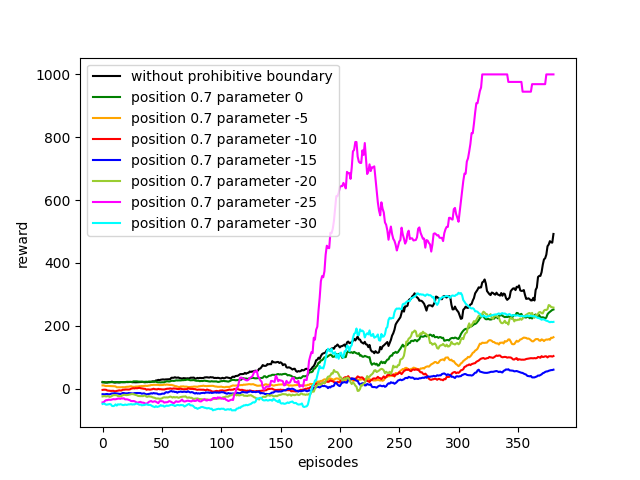 1000
800
600
400
200
0
reward
without prohibitive boundary
position 0.7 parameter 0
position 0.7 parameter -5
position 0.7 parameter -10
position 0.7 parameter -15
position 0.7 parameter -20
position 0.7 parameter -25
position 0.7 parameter -30
0 50 100 150 200 250 300 350
episodes